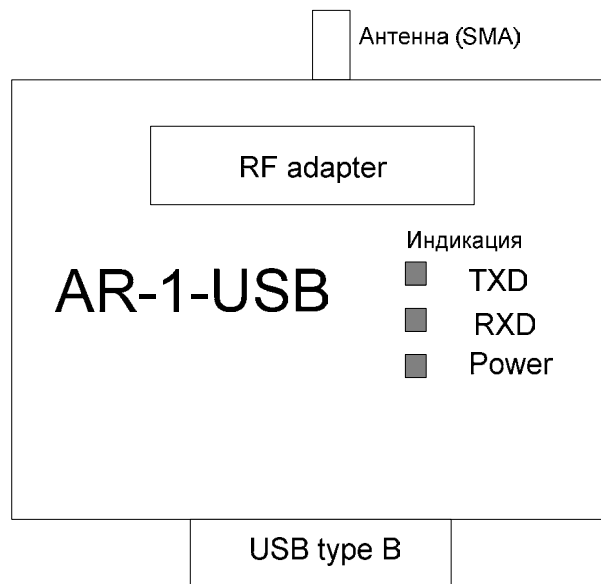 Антенна (SMA)
RF adapter
Индикация
AR-1-USB
TXD
RXD
Power
USB type B